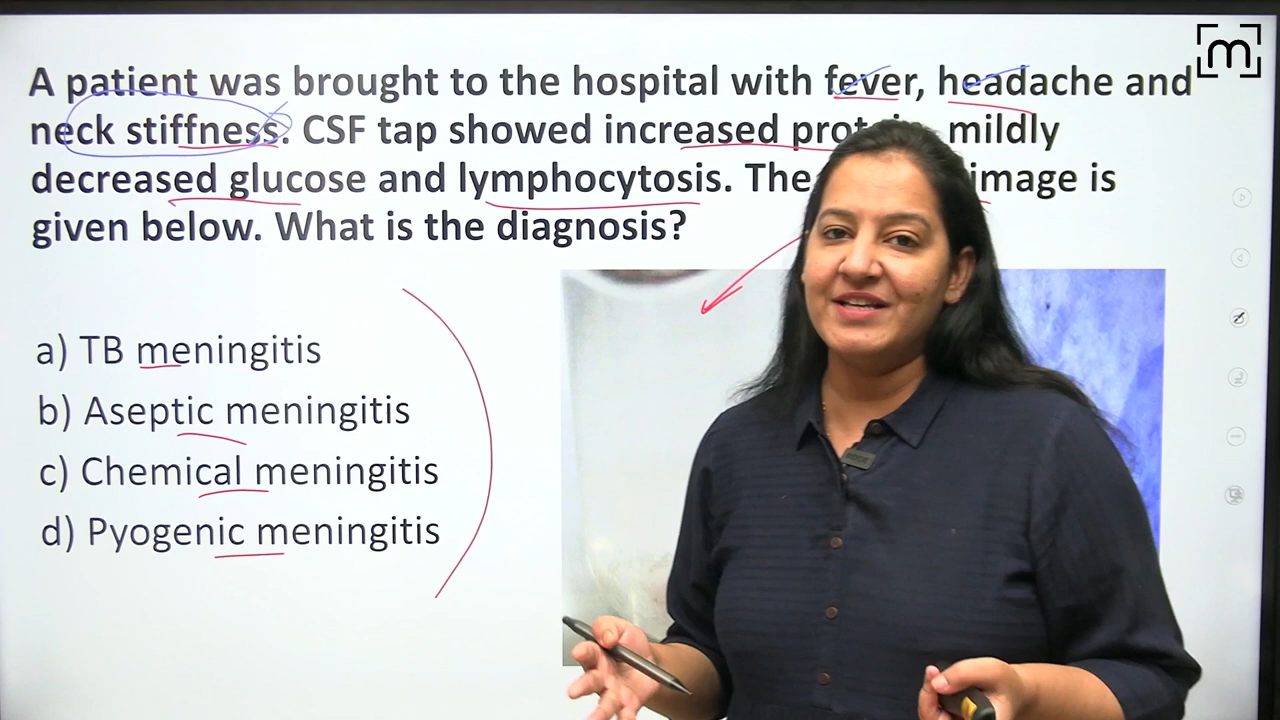 A patient was brought to the hospital with fever, headache and
neck stiffness. CSF tap showed increased mildly
decreased glucose and lymphocytosis. The image is
given below. What is the diagnosis?
a) TB meningitis
b) Aseptic meningitis
c) Chemical meningitis
d) Pyogenic meningitis
m